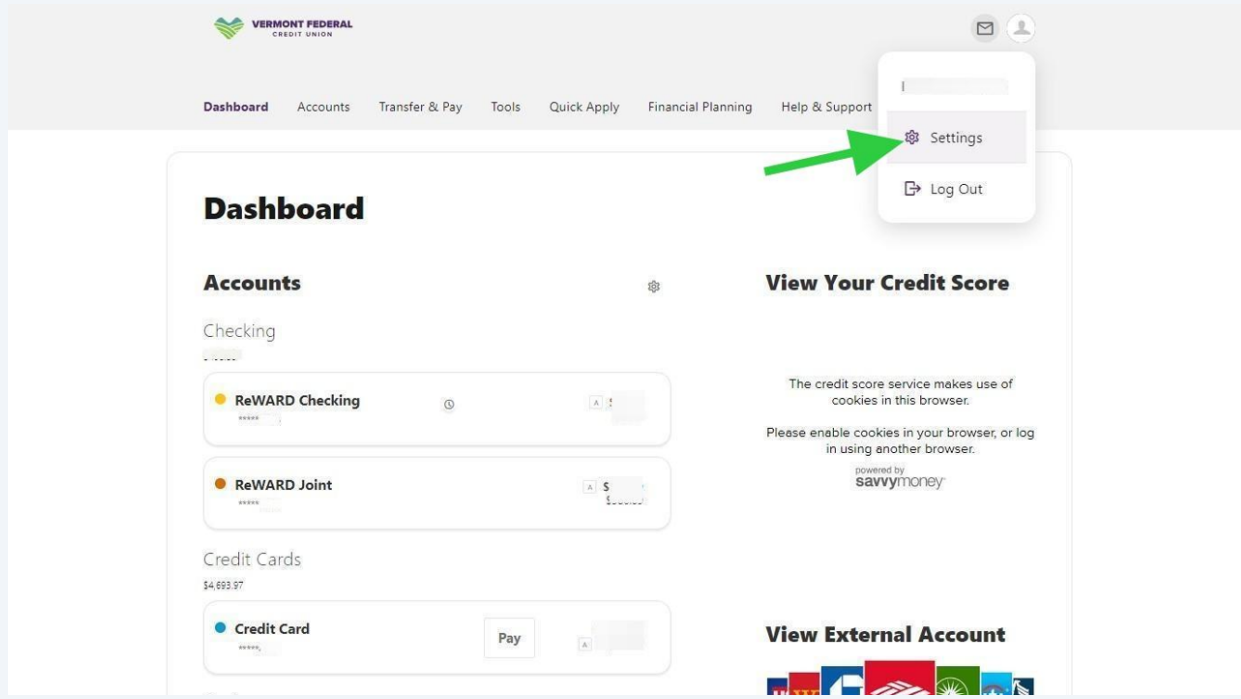 VERMONT FEDERAL
CREDIT UNION
Dashboard Accounts Transfer & Pay Tools Quick Apply Financial Planning Help & Support
Settings
Log Out
Dashboard
Accounts
Checking
ReWARD Checking
*****
A
ReWARD Joint
*****
A $
Credit Cards
$4,693.97
Credit Card
*****
Pay
A
View Your Credit Score
The credit score service makes use of
cookies in this browser.
Please enable cookies in your browser, or log
in using another browser.
powered by
savvymoney
View External Account